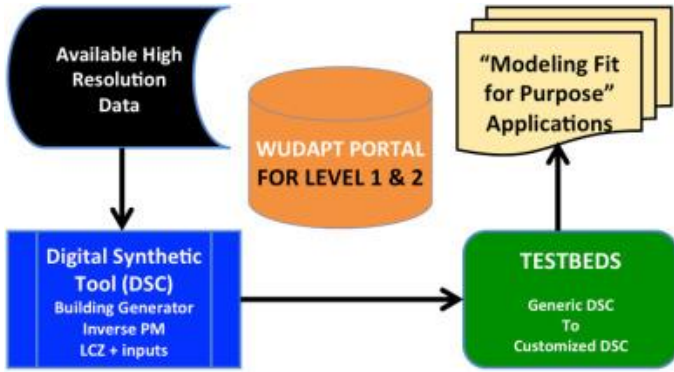 Available High
Resolution
Data
WUDAPT PORTAL
FOR LEVEL 1 & 2
“Modeling Fit
for Purpose”
Applications
Digital Synthetic
Tool (DSC)
Building Generator
Inverse PM
LCZ + inputs
TESTBEDS
Generic DSC
To
Customized DSC